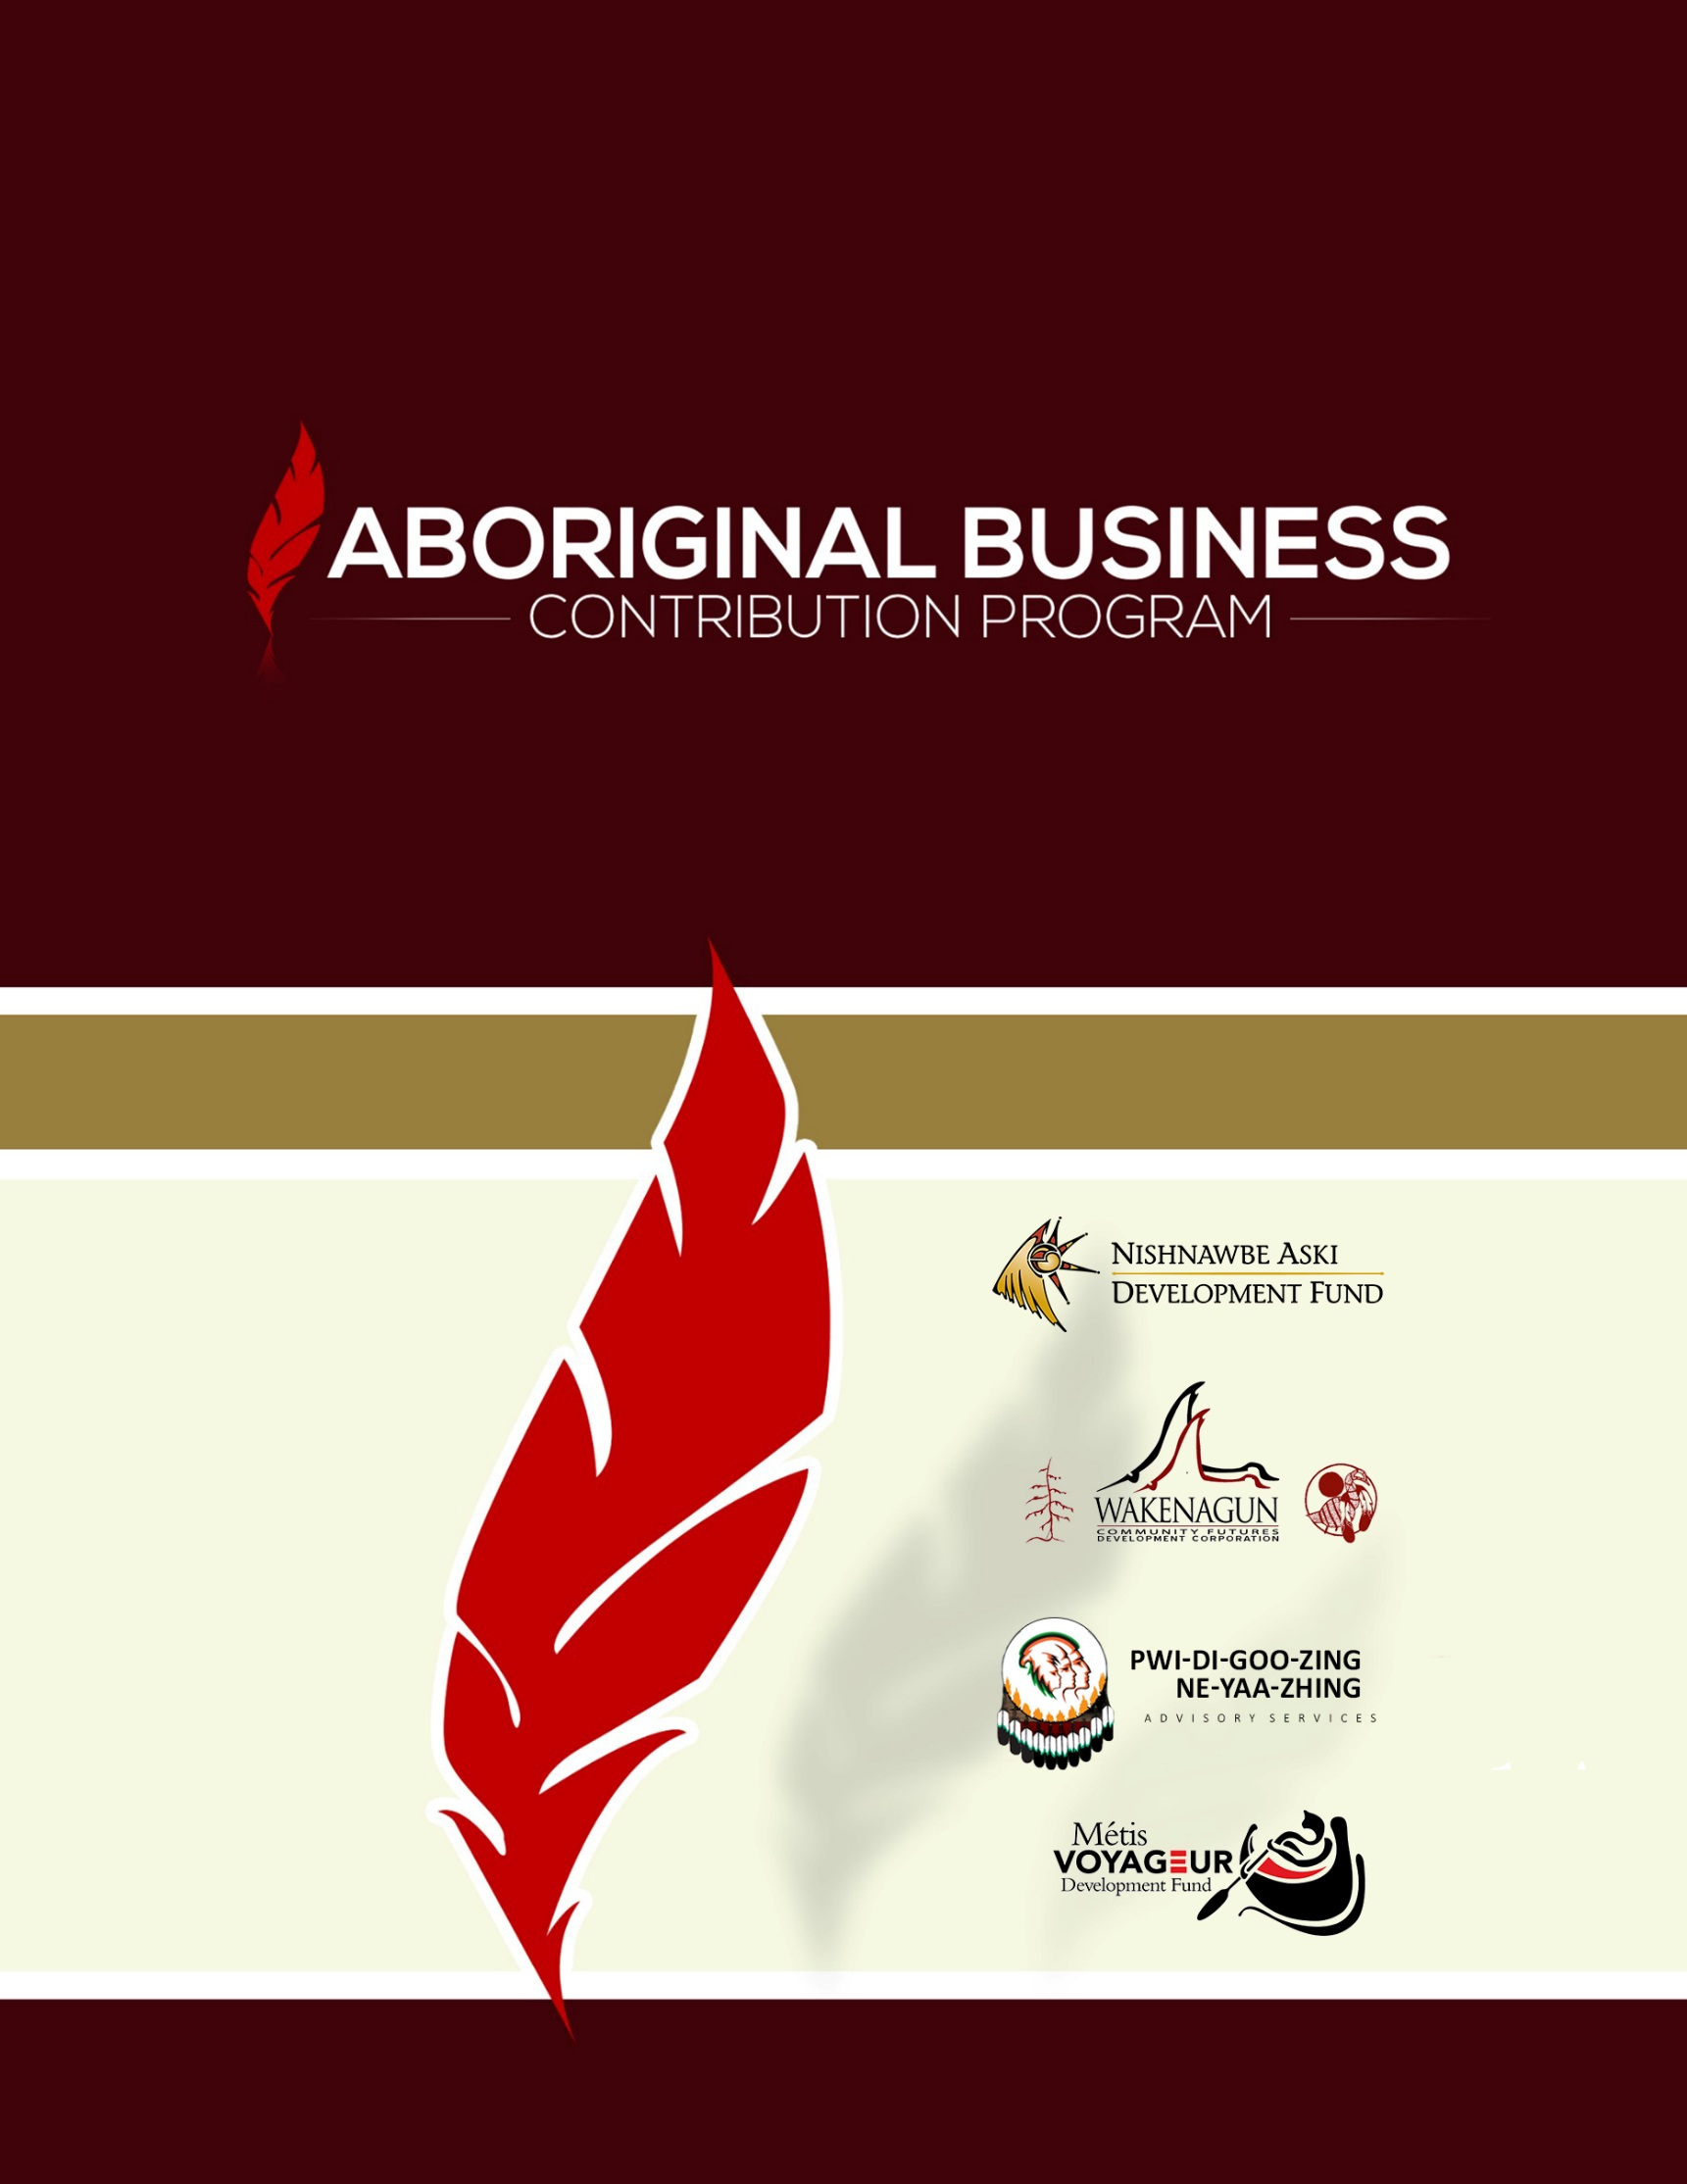 ABORIGINAL BUSINESS
CONTRIBUTION PROGRAM
NISHNAWBE ASKI
DEVELOPMENT FUND
WAKENAGUN
COMMUNITY FUTURES
DEVELOPMENT CORPORATION
PWI-DI-GOO-ZING
NE-YAA-ZHING
ADVISORY SERVICES
Métis
VOYAGEUR
Development Fund